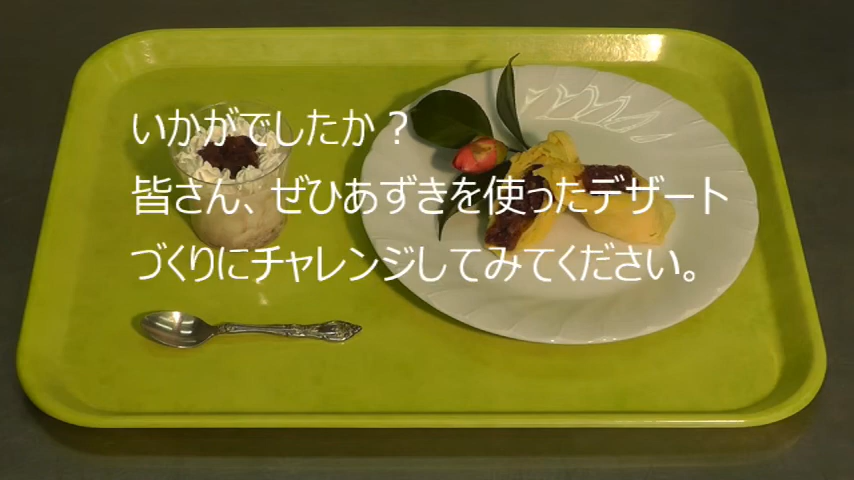 いかがでしたか？
皆さん、ぜひあずきを使ったデザート
づくりにチャレンジしてみてください。